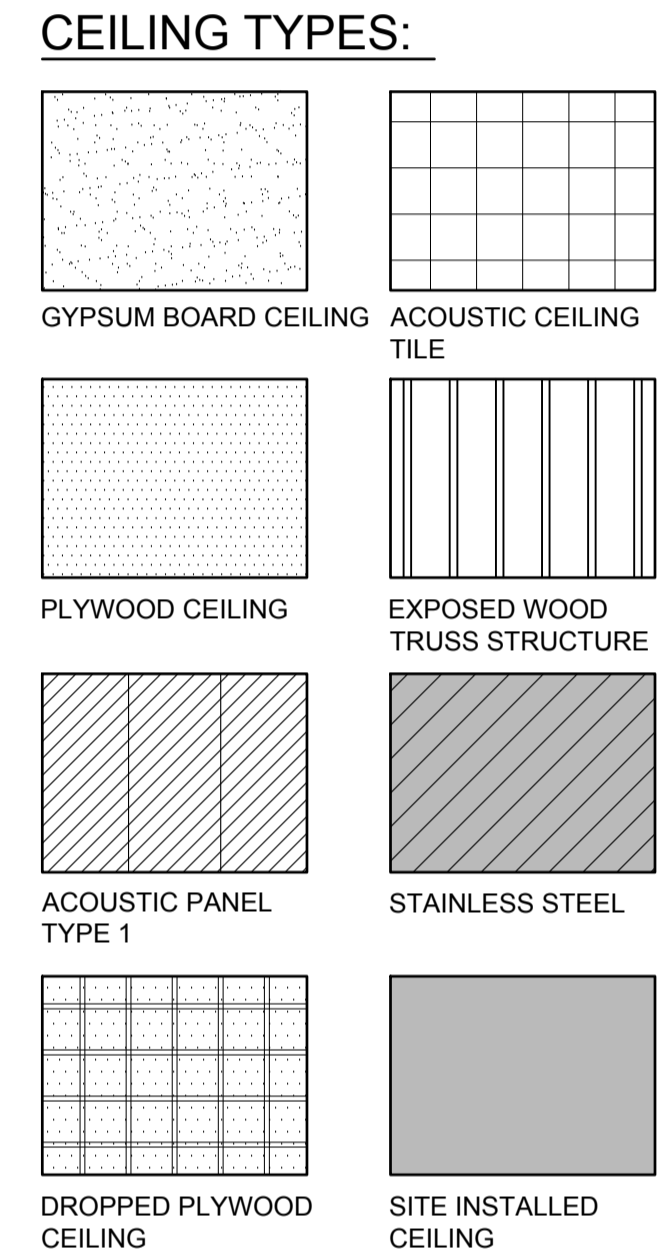 CEILING TYPES:
GYPSUM BOARD CEILING
ACOUSTIC CEILING
TILE
PLYWOOD CEILING
EXPOSED WOOD
TRUSS STRUCTURE
ACOUSTIC PANEL
TYPE 1
STAINLESS STEEL
DROPPED PLYWOOD
CEILING
SITE INSTALLED
CEILING